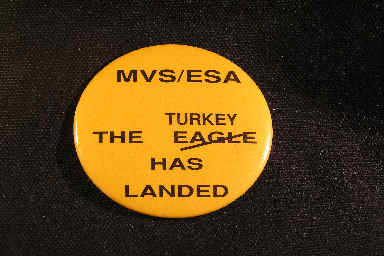 MVS/ESA
TURKEY
THE EAGLE
HAS
LANDED